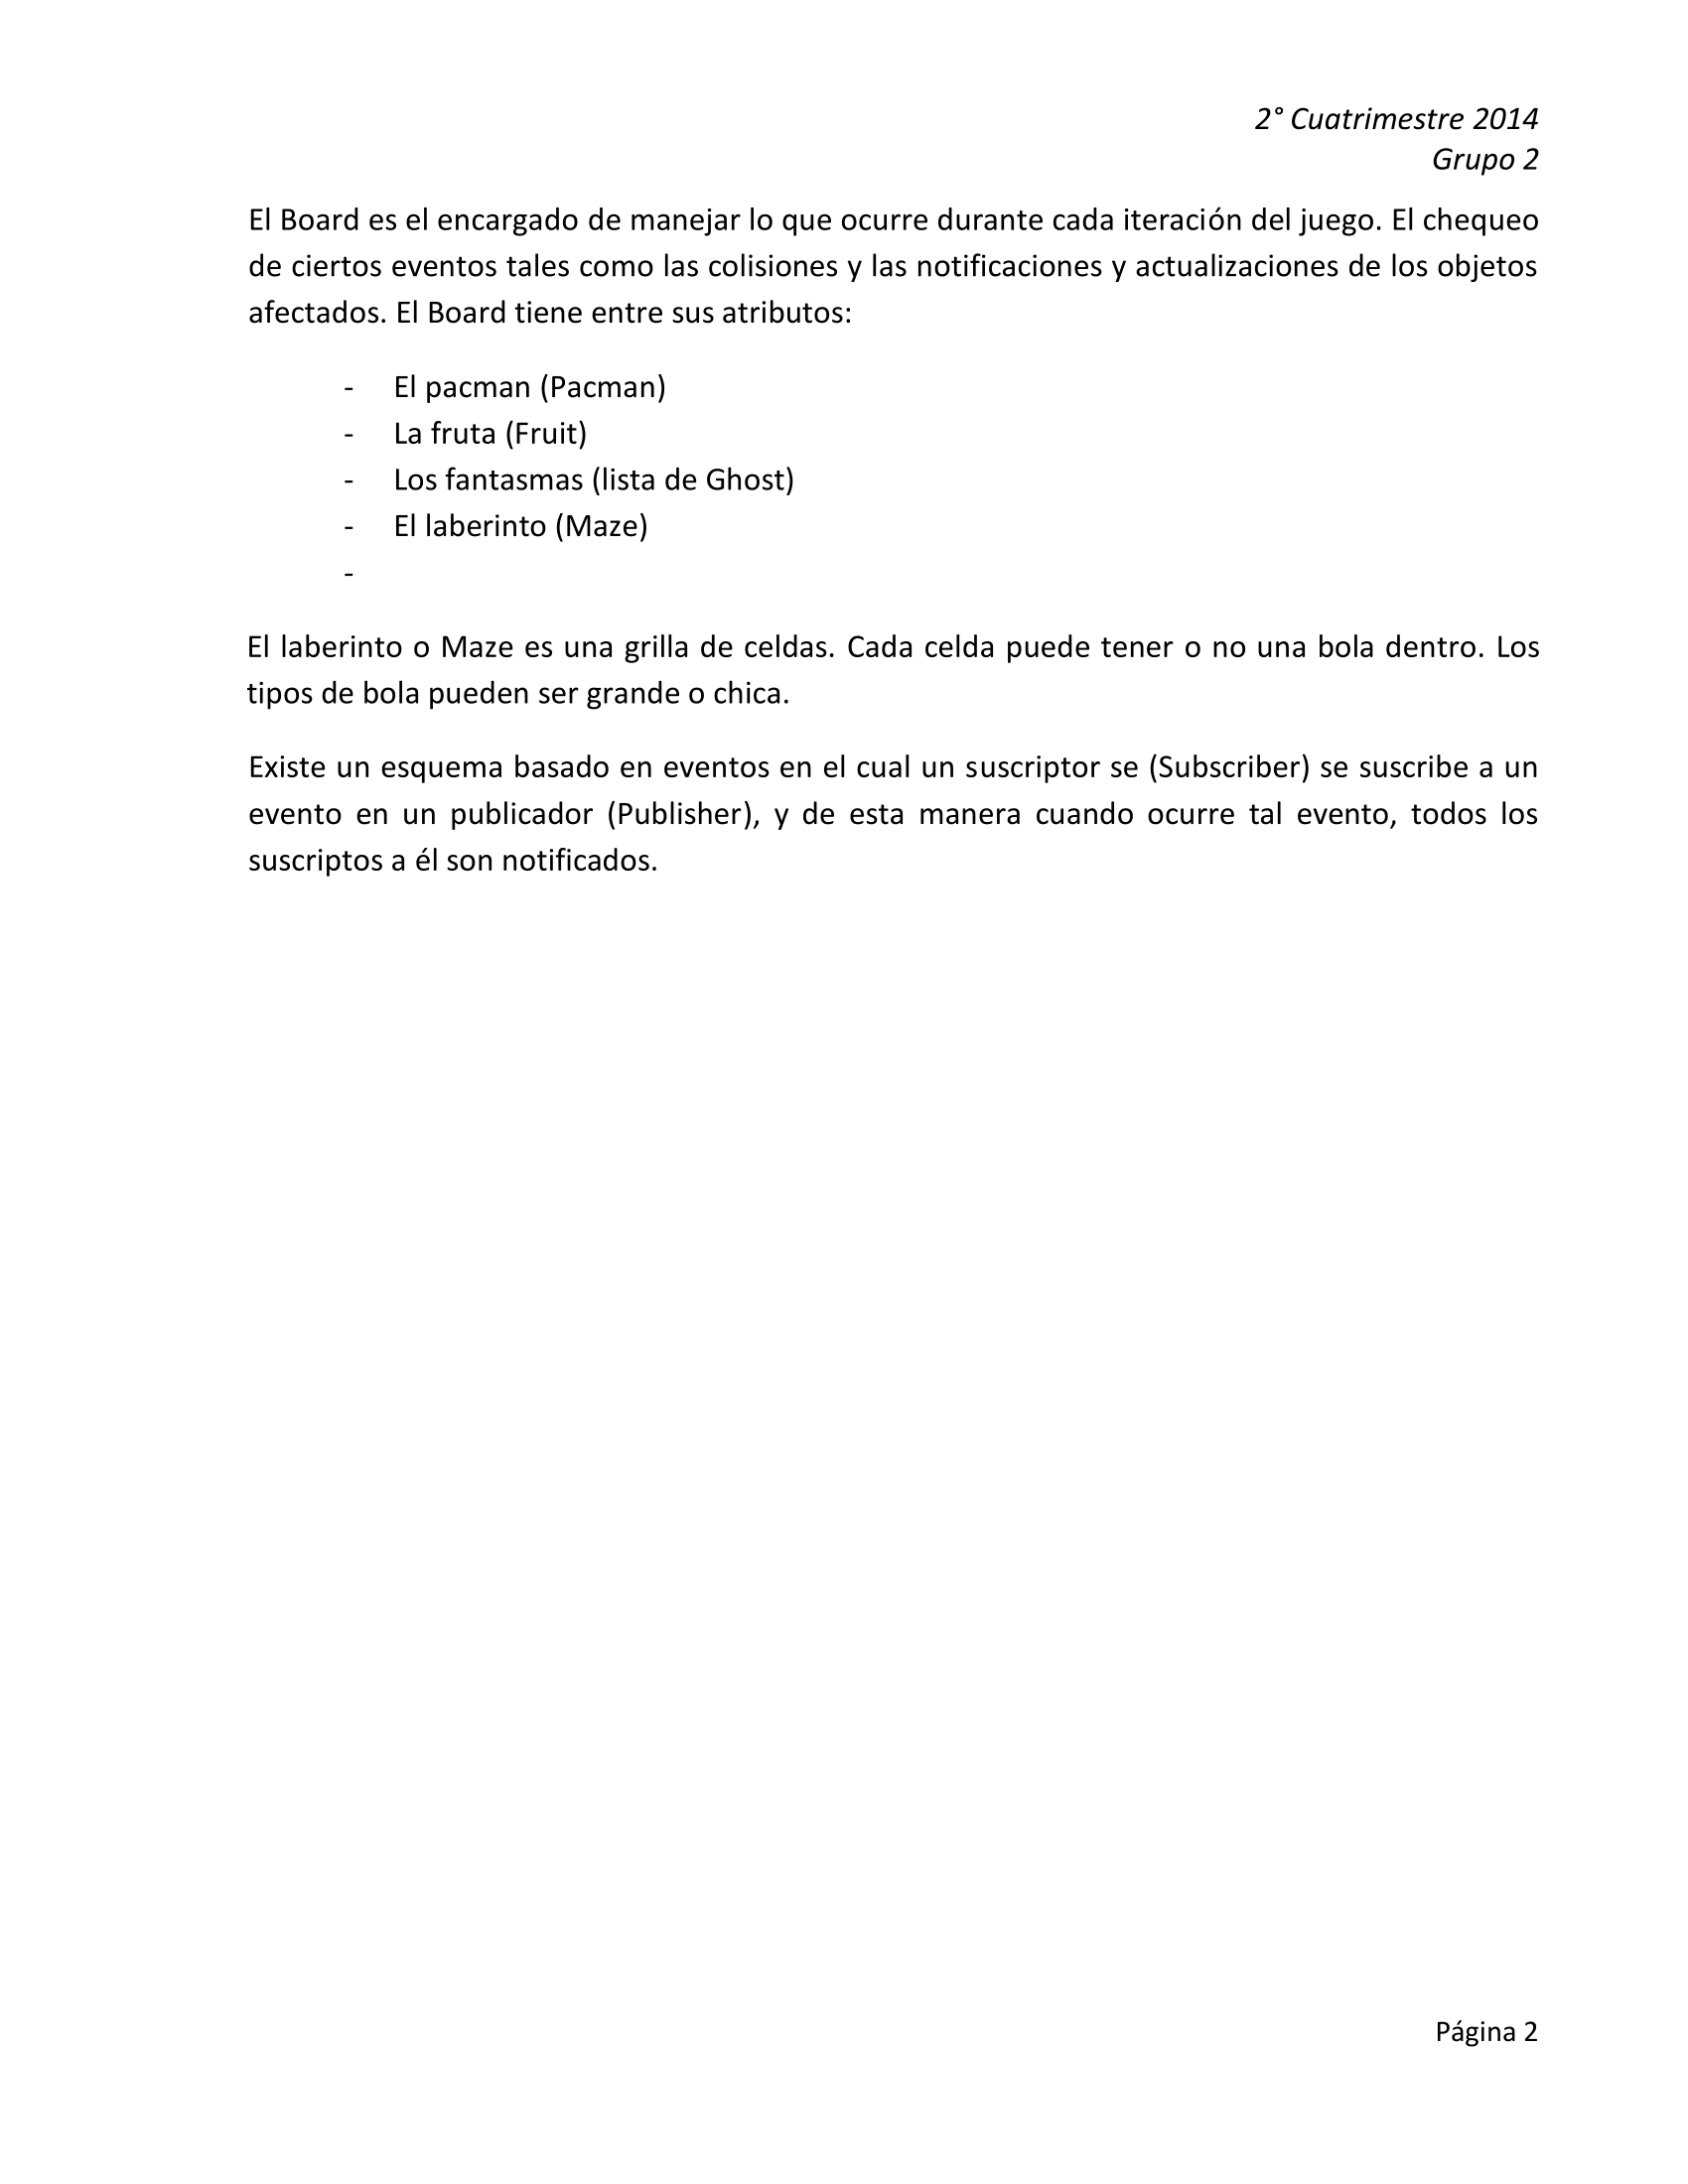 2° Cuatrimestre 2014
Grupo 2
El Board es el encargado de manejar lo que ocurre durante cada iteración del juego. El chequeo
de ciertos eventos tales como las colisiones y las notificaciones y actualizaciones de los objetos
afectados. El Board tiene entre sus atributos:
- El pacman (Pacman)
- La fruta (Fruit)
- Los fantasmas (lista de Ghost)
- El laberinto (Maze)
-
El laberinto o Maze es una grilla de celdas. Cada celda puede tener o no una bola dentro. Los
tipos de bola pueden ser grande o chica.
Existe un esquema basado en eventos en el cual un suscriptor se (Subscriber) se suscribe a un
evento en un publicador (Publisher), y de esta manera cuando ocurre tal evento, todos los
suscriptos a él son notificados.
Página 2